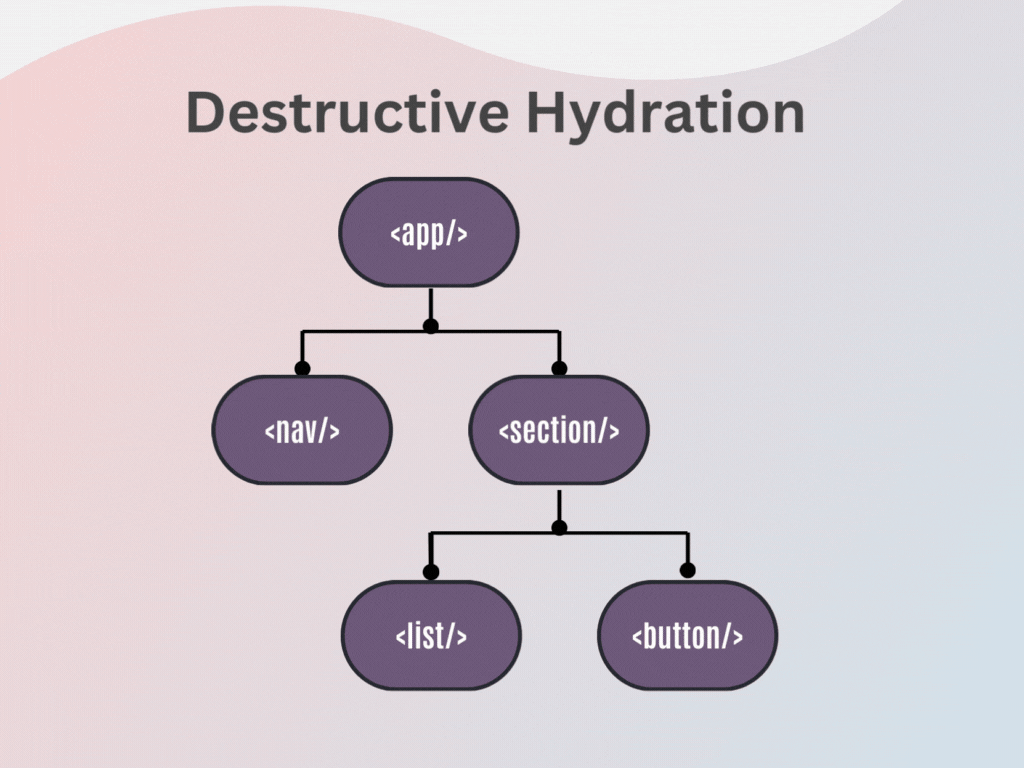 Destructive Hydration
<app/>
<nav/>
<section/>
<list/>
<button/>